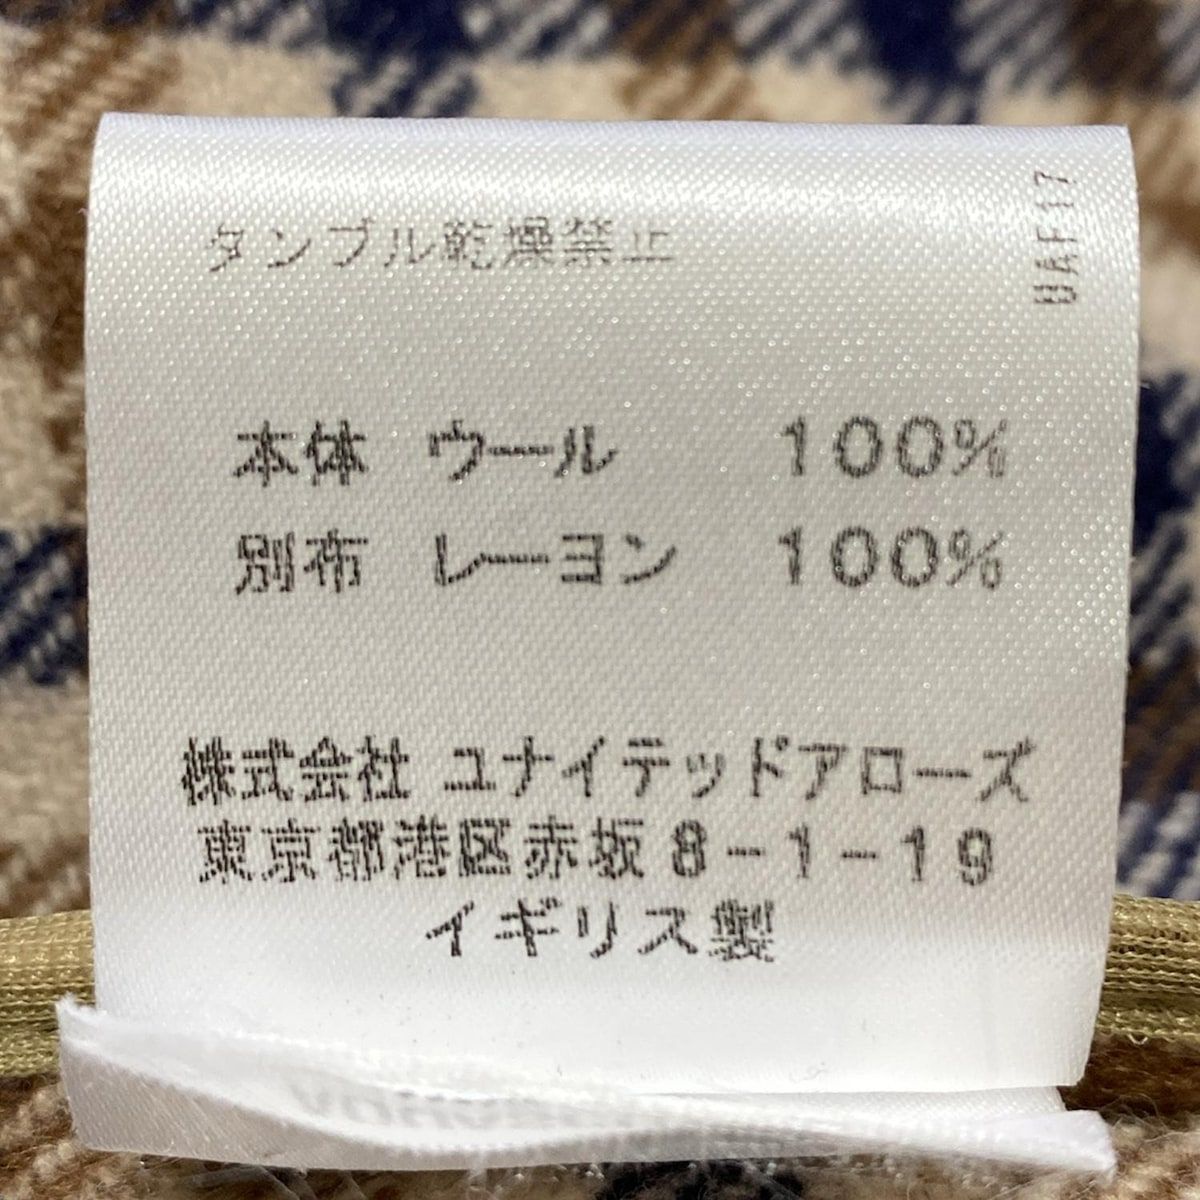 タンブル乾燥禁止
UAF17
本体 ウール 100%
別布 レーヨン 100%
株式会社 ユナイテッドアローズ
東京都港区赤坂8-1-19
イギリス製